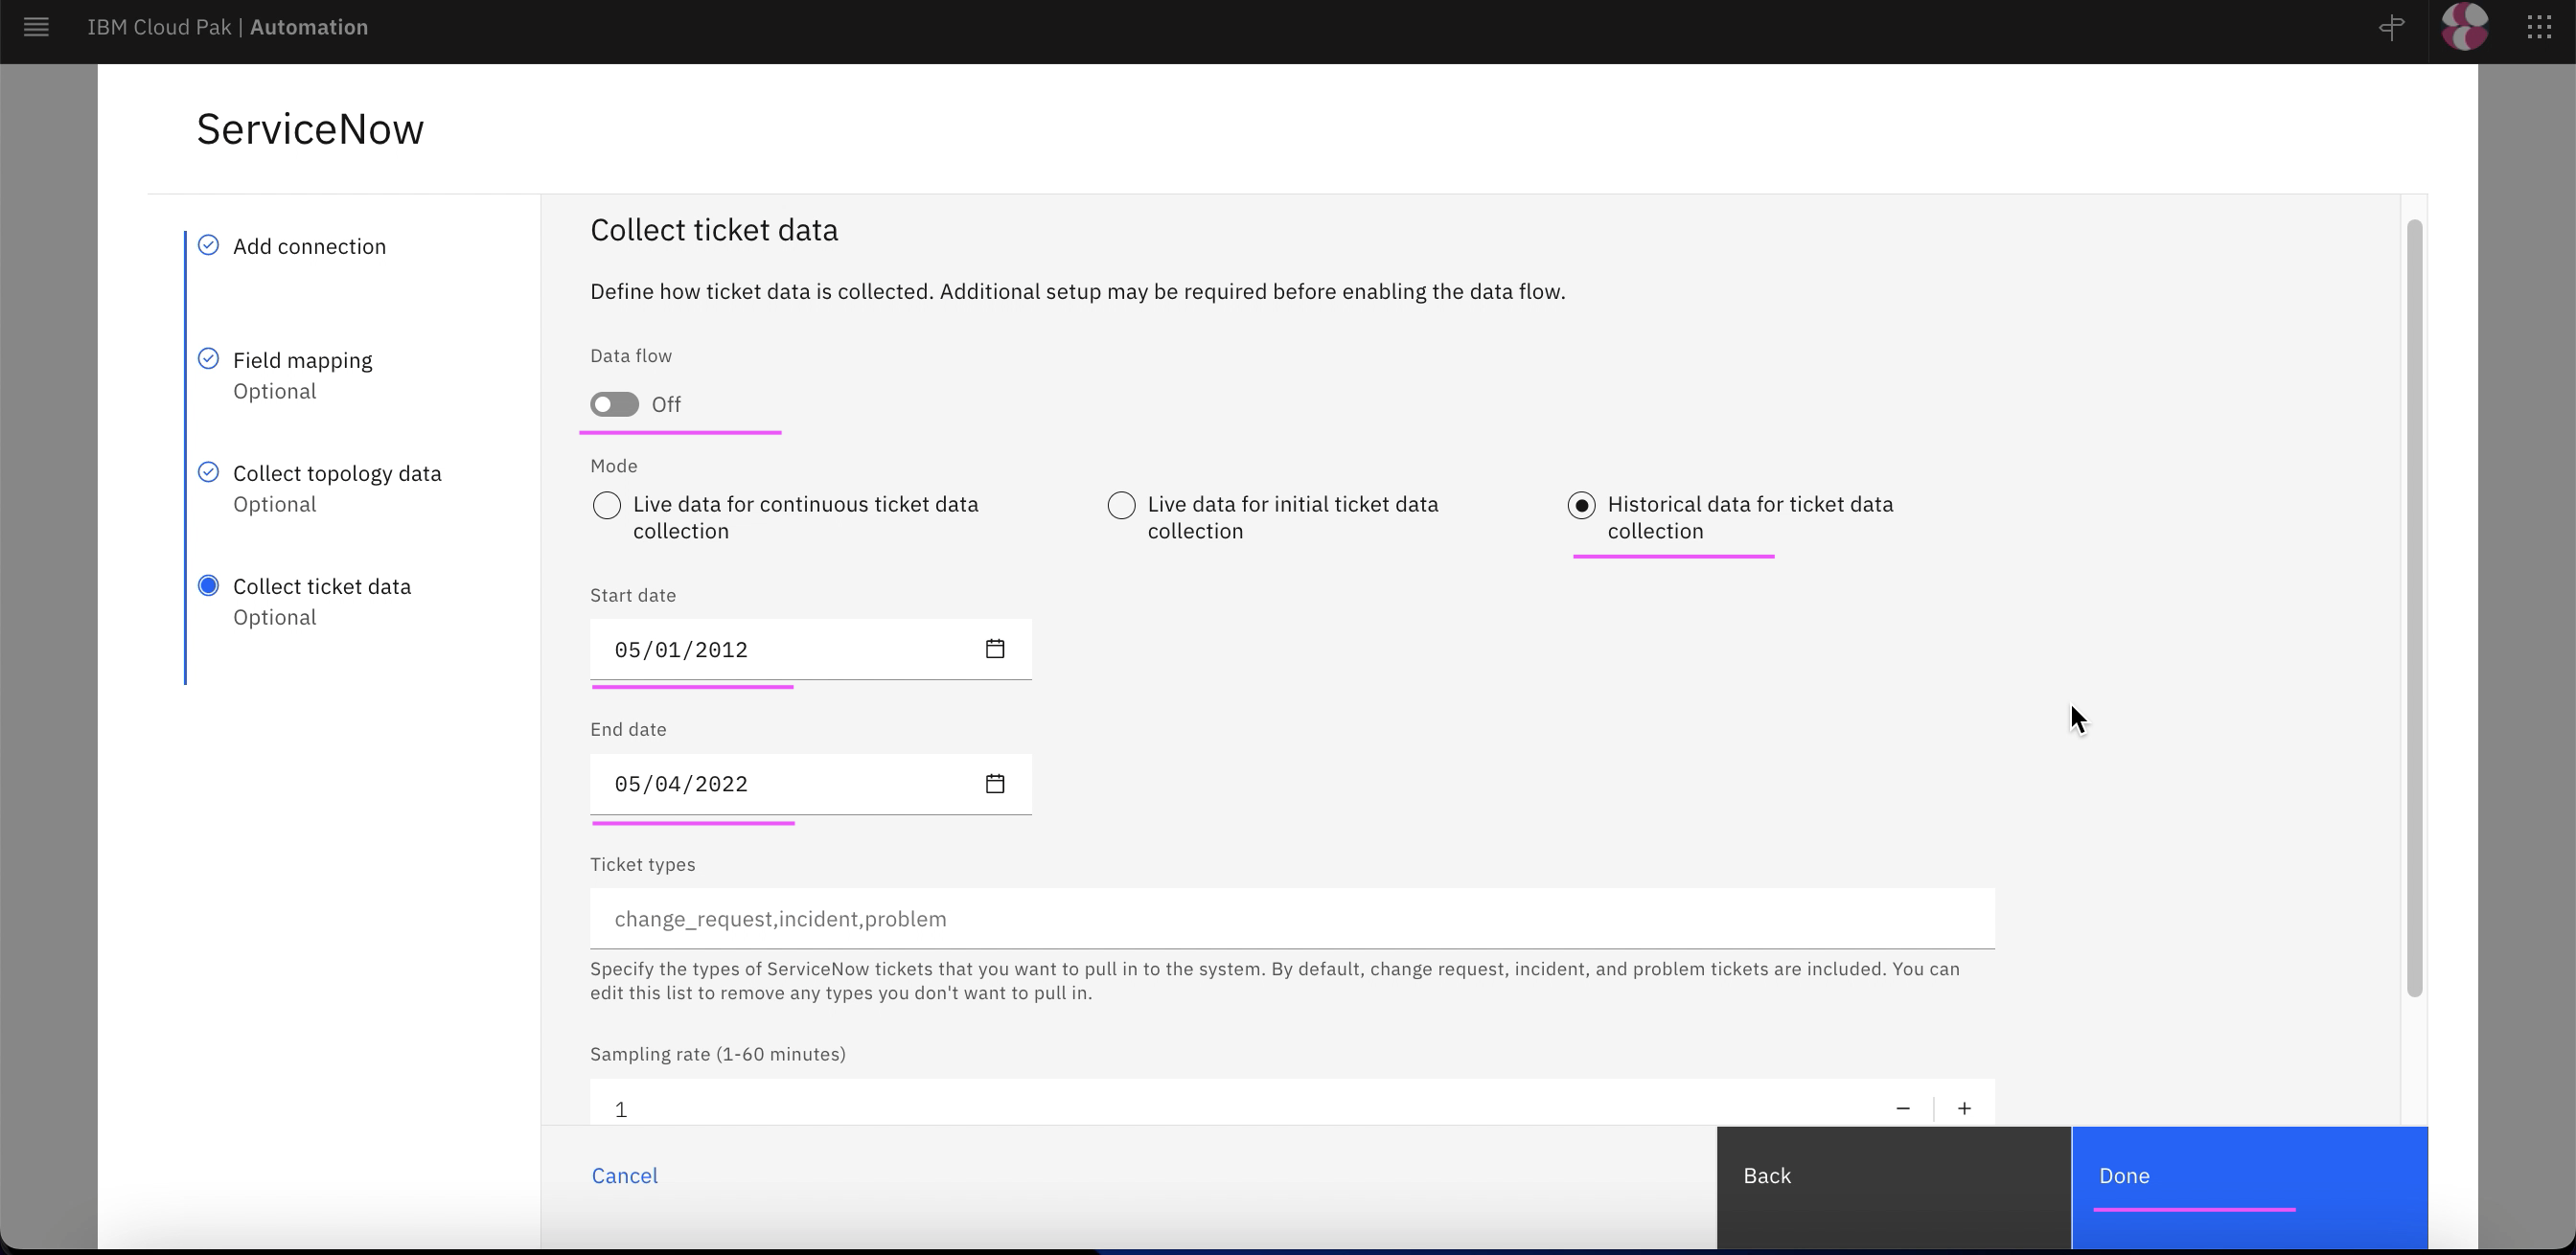 IBM Cloud Pak | Automation
ServiceNow
Add connection
Field mapping
Optional
Collect topology data
Optional
Collect ticket data
Optional
Collect ticket data
Define how ticket data is collected. Additional setup may be required before enabling the data flow.
Data flow
Off
Mode
Live data for continuous ticket data
collection
Live data for initial ticket data
collection
Historical data for ticket data
collection
Start date
05/01/2012
End date
05/04/2022
Ticket types
change_request,incident,problem
Specify the types of ServiceNow tickets that you want to pull in to the system. By default, change request, incident, and problem tickets are included. You can
edit this list to remove any types you don't want to pull in.
Sampling rate (1-60 minutes)
1
Cancel
Back
Done